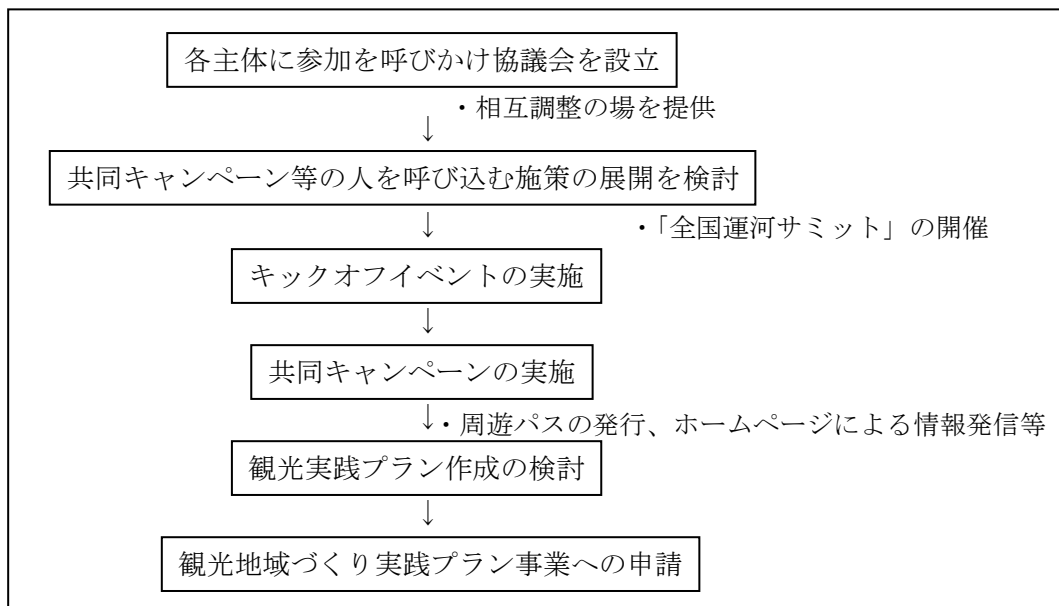 各主体に参加を呼びかけ協議会を設立
・相互調整の場を提供
↓
共同キャンペーン等の人を呼び込む施策の展開を検討
↓
・「全国運河サミット」の開催
キックオフイベントの実施
↓
共同キャンペーンの実施
↓・周遊パスの発行、ホームページによる情報発信等
観光実践プラン作成の検討
↓
観光地域づくり実践プラン事業への申請